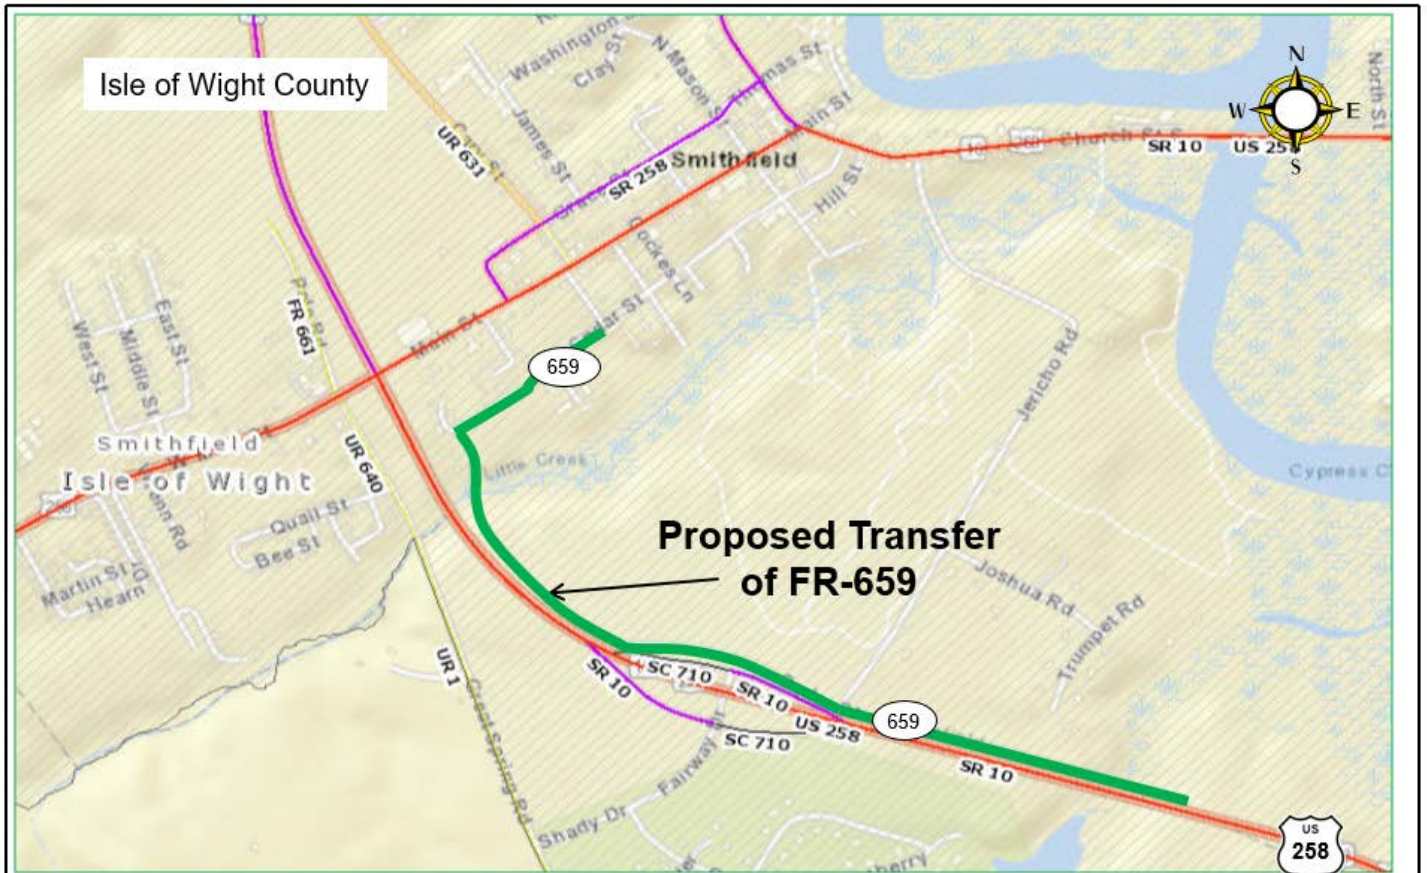 Isle of Wight County
Washington
Clay St
N Mason S
Thomas St
Main St
James St
UR 631
SR 258
Smithfield
Church St
SR 10
US 258
N
W
E
S
North St
Hill St
Cockes Ln
Cedar St
Main St
FR 661
East St
Middle St
West St
659
Jericho Rd
Smithfield
Isle of Wight
UR 640
Little Creek
Cypress C
Quail St
Bee St
Martin St
Hearn
Proposed Transfer
of FR-659
Joshua Rd
Trumpet Rd
UR 1
Great Spring Rd
SR 10
SC 710
SR 10
US 258
659
SC 710
SR 10
Fairway Dr
Shady Dr
US
258